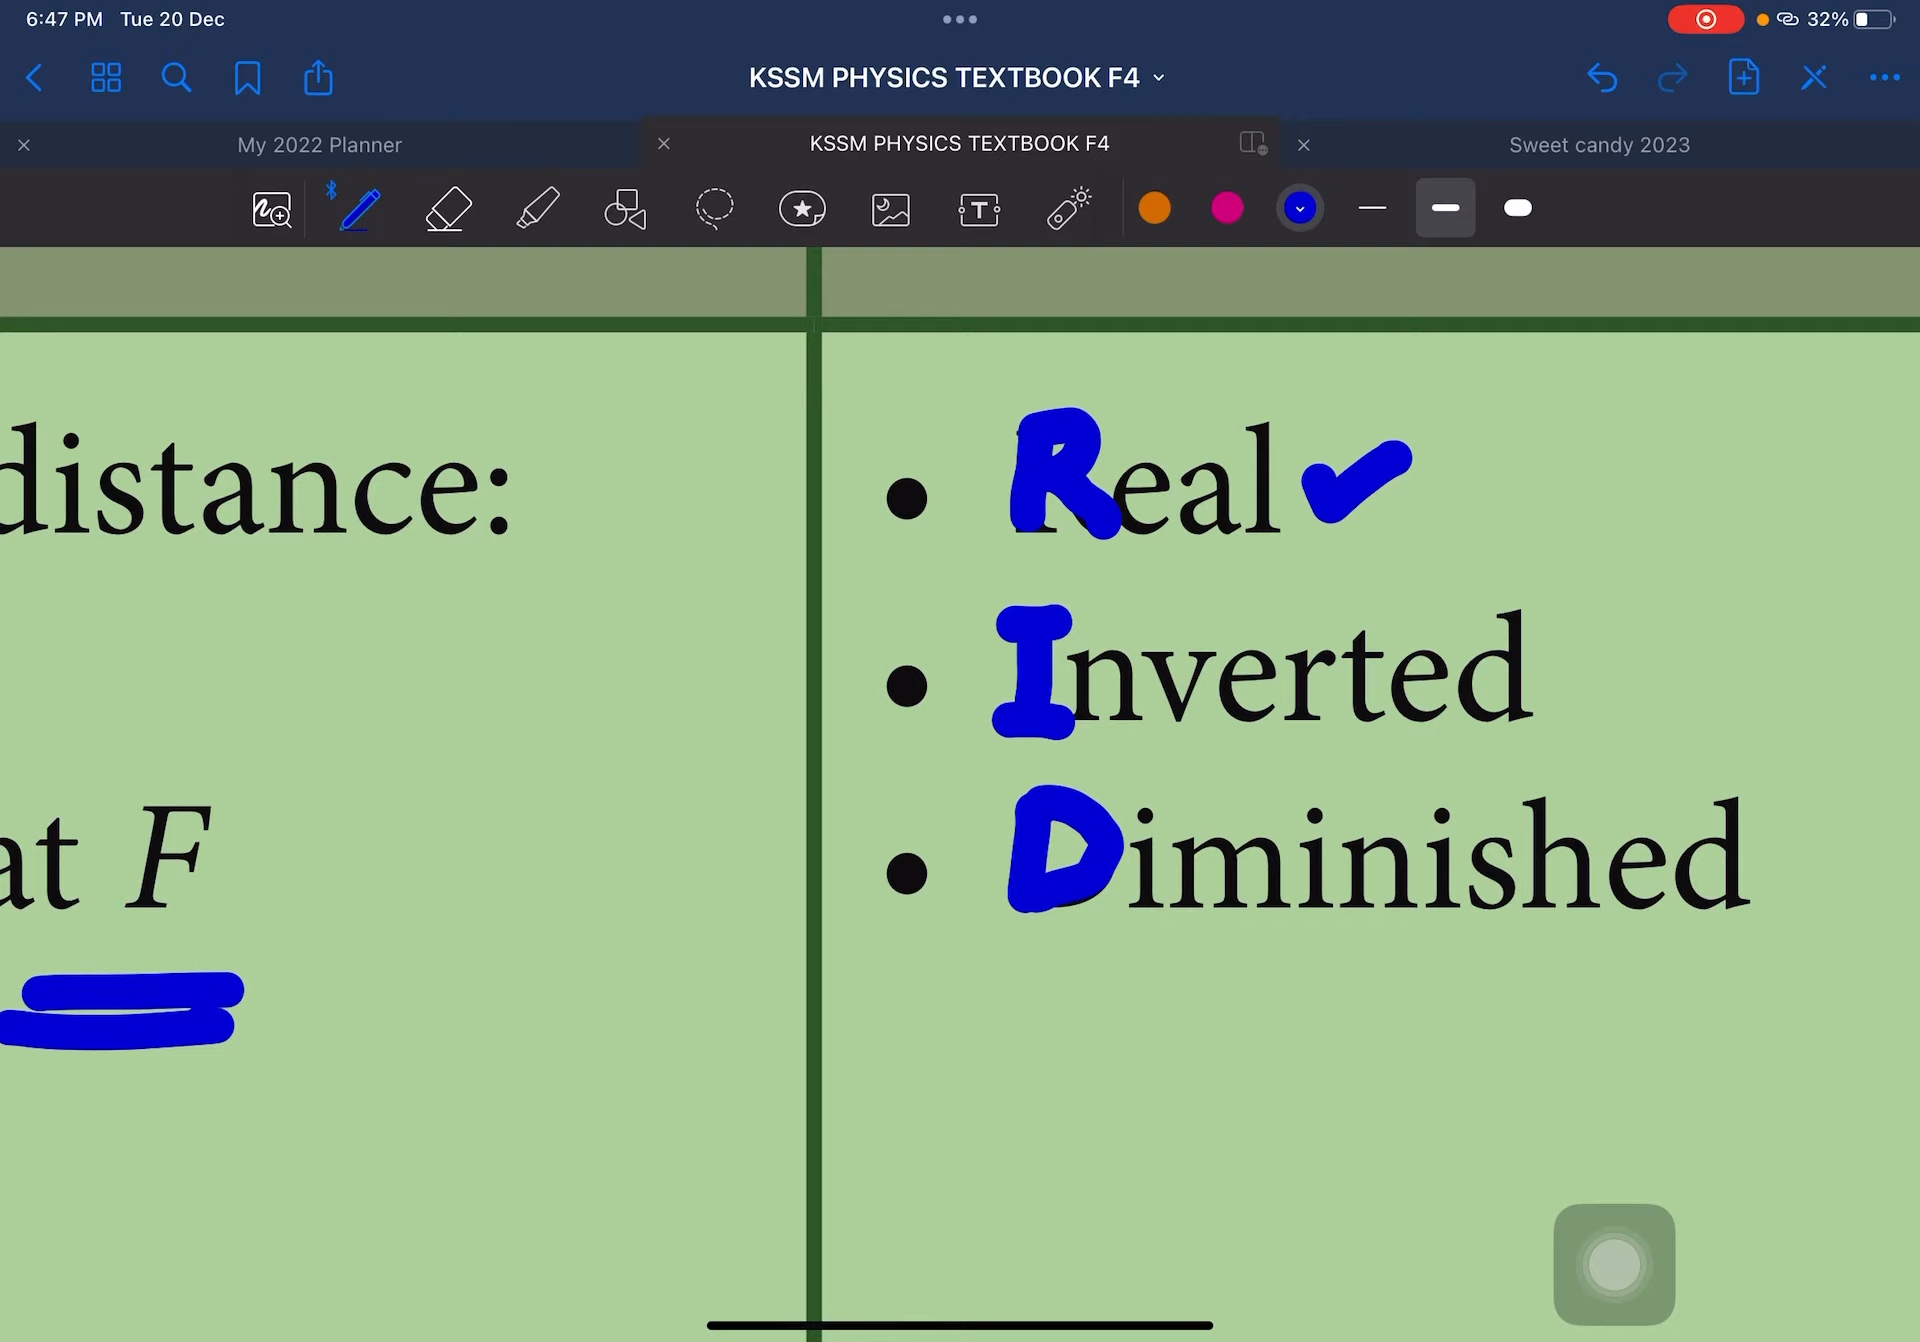 6:47 PM Tue 20 Dec
32%
KSSM PHYSICS TEXTBOOK F4
My 2022 Planner
KSSM PHYSICS TEXTBOOK F4
Sweet candy 2023
T
distance:
at F
• Real ✓
• Inverted
• Diminished